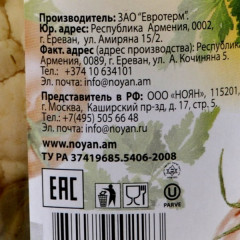 Производитель: ЗАО "Евротерм".
Юр. адрес: Республика Армения, 0002,
г. Ереван, ул. Амиряна 15/2.
Факт. адрес (адрес производства): Республика
Армения, 0089, г. Ереван, ул. А. Кочиняна 5.
Тел.: +374 10 634101
Эл. почта: info@noyan.am
Представитель в РФ: ООО «НОЯН», 115230,
г. Москва, Каширский пр-зд, д. 17, стр. 5.
Тел.: +7(495) 505 66 48
Эл. почта: info@noyan.ru
www.noyan.am
ТУ РА 37419685.5406-2008
EAC
U
PARVE